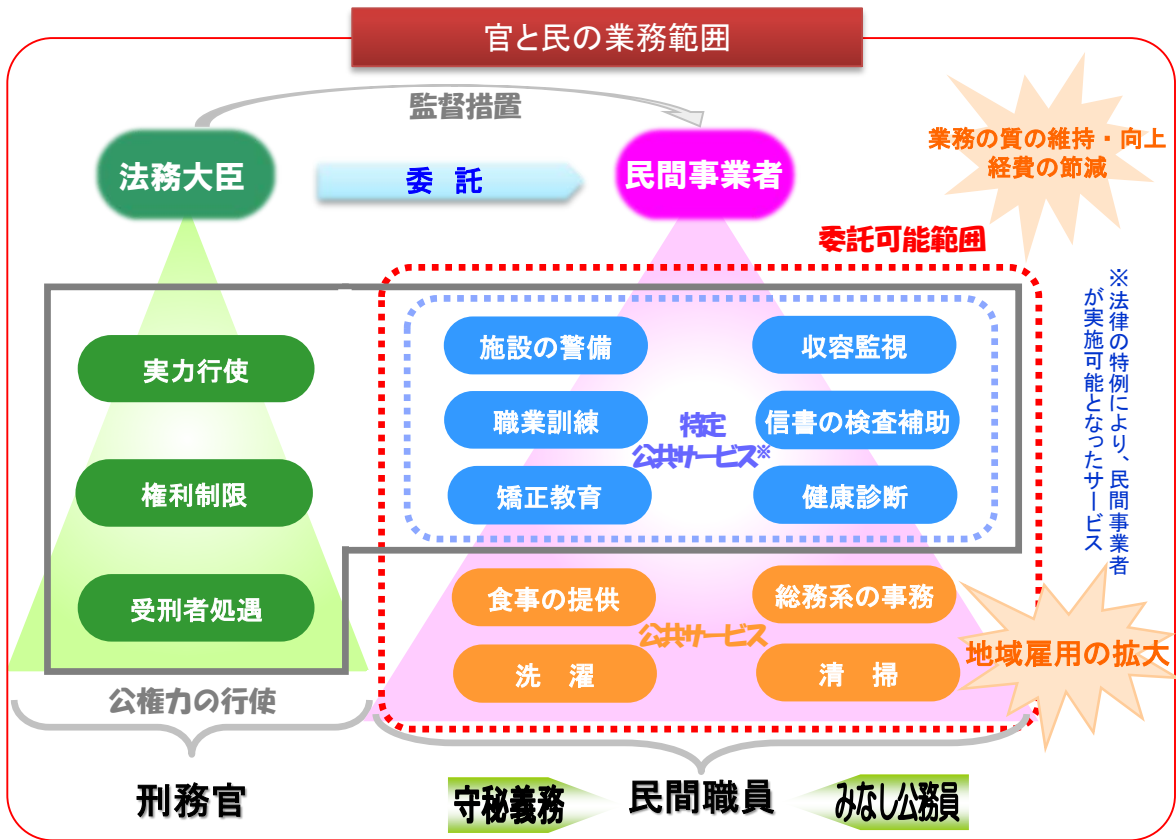 官と民の業務範囲
監督措置
法務大臣
委 託
民間事業者
業務の質の維持・向上
経費の節減
委託可能範囲
※法律の特例により、民間事業者
が実施可能となったサービス
実力行使
権利制限
受刑者処遇
施設の警備
収容監視
職業訓練
信書の検査補助
特定
公共サービス※
矯正教育
健康診断
食事の提供
総務系の事務
公共サービス
洗 濯
清 掃
地域雇用の拡大
公権力の行使
刑務官
守秘義務
民間職員
みなし公務員